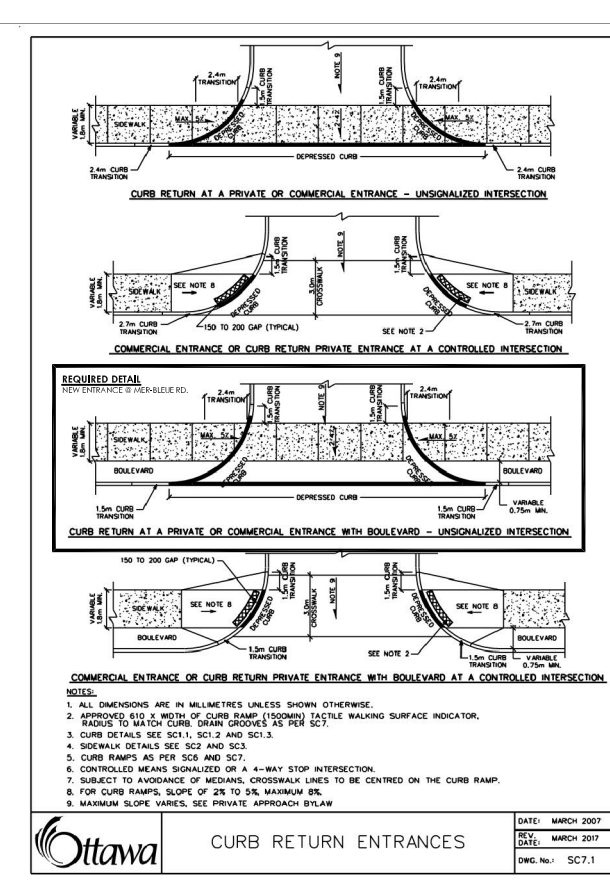 2.4m
TRANSITION
1.5m CURB
TRANSITION
NOTE 9
1.5m CURB
TRANSITION
2.4m
TRANSITION
VARIABLE
1.8m MIN.
SIDEWALK
MAX. 5%
DEPRESSED
CURB
2-4%
DEPRESSED
CURB
MAX. 5%
2.4m CURB
TRANSITION
DEPRESSED CURB
2.4m CURB
TRANSITION
CURB RETURN AT A PRIVATE OR COMMERCIAL ENTRANCE - UNSIGNALIZED INTERSECTION
1.5m CURB
TRANSITION
NOTE 9
1.5m CURB
TRANSITION
VARIABLE
1.8m MIN.
SIDEWALK
SEE NOTE 8
DEPRESSED
CURB
3.0m
CROSSWALK
DEPRESSED
CURB
SEE NOTE 8
SIDEWALK
2.7m CURB
TRANSITION
150 TO 200 GAP (TYPICAL)
SEE NOTE 2
2.7m CURB
TRANSITION
COMMERCIAL ENTRANCE OR CURB RETURN PRIVATE ENTRANCE AT A CONTROLLED INTERSECTION
REQUIRED DETAIL
NEW ENTRANCE @ MER-BLEUE RD.
2.4m
TRANSITION
1.5m CURB
TRANSITION
NOTE 9
1.5m CURB
TRANSITION
2.4m
TRANSITION
VARIABLE
1.8m MIN.
SIDEWALK
MAX. 5%
2-4%
MAX. 5%
BOULEVARD
DEPRESSED
CURB
DEPRESSED
CURB
BOULEVARD
1.5m CURB
TRANSITION
DEPRESSED CURB
1.5m CURB
TRANSITION
VARIABLE
0.75m MIN.
CURB RETURN AT A PRIVATE OR COMMERCIAL ENTRANCE WITH BOULEVARD - UNSIGNALIZED INTERSECTION
150 TO 200 GAP (TYPICAL)
1.5m CURB
TRANSITION
NOTE 9
1.5m CURB
TRANSITION
VARIABLE
1.8m MIN.
SIDEWALK
SEE NOTE 8
DEPRESSED
CURB
3.0m
CROSSWALK
DEPRESSED
CURB
SEE NOTE 8
BOULEVARD
1.5m CURB
TRANSITION
SEE NOTE 2
1.5m CURB
TRANSITION
BOULEVARD
VARIABLE
0.75m MIN.
COMMERCIAL ENTRANCE OR CURB RETURN PRIVATE ENTRANCE WITH BOULEVARD AT A CONTROLLED INTERSECTION
NOTES:
1. ALL DIMENSIONS ARE IN MILLIMETRES UNLESS SHOWN OTHERWISE.
2. APPROVED 610 X WIDTH OF CURB RAMP (1500MIN) TACTILE WALKING SURFACE INDICATOR,
RADIUS TO MATCH CURB. DRAIN GROOVES AS PER SC7.
3. CURB DETAILS SEE SC1.1, SC1.2 AND SC1.3.
4. SIDEWALK DETAILS SEE SC2 AND SC3.
5. CURB RAMPS AS PER SC6 AND SC7.
6. CONTROLLED MEANS SIGNALIZED OR A 4-WAY STOP INTERSECTION.
7. SUBJECT TO AVOIDANCE OF MEDIANS, CROSSWALK LINES TO BE CENTRED ON THE CURB RAMP.
8. FOR CURB RAMPS, SLOPE OF 2% TO 5%, MAXIMUM 8%.
9. MAXIMUM SLOPE VARIES, SEE PRIVATE APPROACH BYLAW
Ottawa
CURB RETURN ENTRANCES
DATE: MARCH 2007
REV. DATE: MARCH 2017
DWG. No.: SC7.1